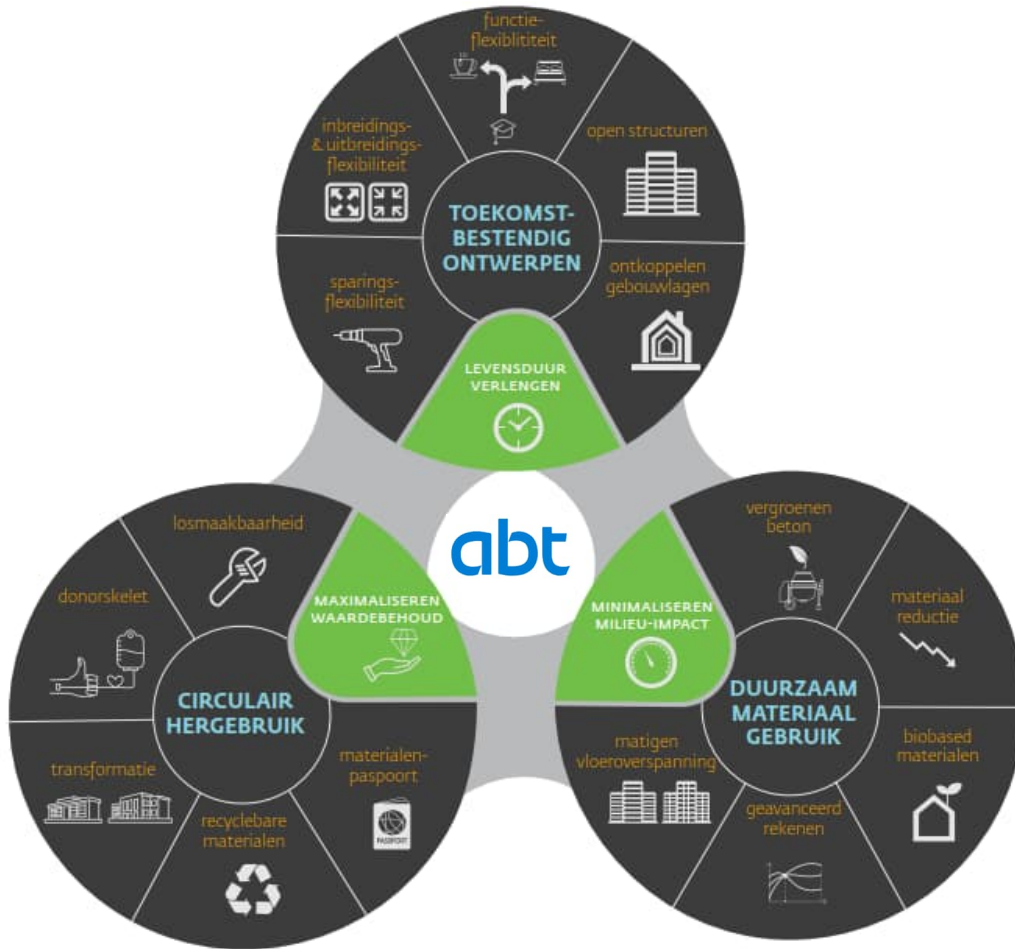 functie-
flexiblititeit
inbreidings-
& uitbreidings-
flexibiliteit
open structuren
TOEKOMST-
BESTENDIG
ONTWERPEN
sparings-
flexibiliteit
ontkoppelen
gebouwlagen
LEVENSDUUR
VERLENGEN
abt
losmaakbaarheid
donorskelet
MAXIMALISEREN
WAARDEBEHOUD
CIRCULAIR
HERGEBRUIK
transformatie
recyclebare
materialen
materialen-
paspoort
PASSPORT
vergroenen
beton
materiaal
reductie
MINIMALISEREN
MILIEU-IMPACT
DUURZAAM
MATERIAAL
GEBRUIK
matigen
vloeroverspanning
geavanceerd
rekenen
biobased
materialen